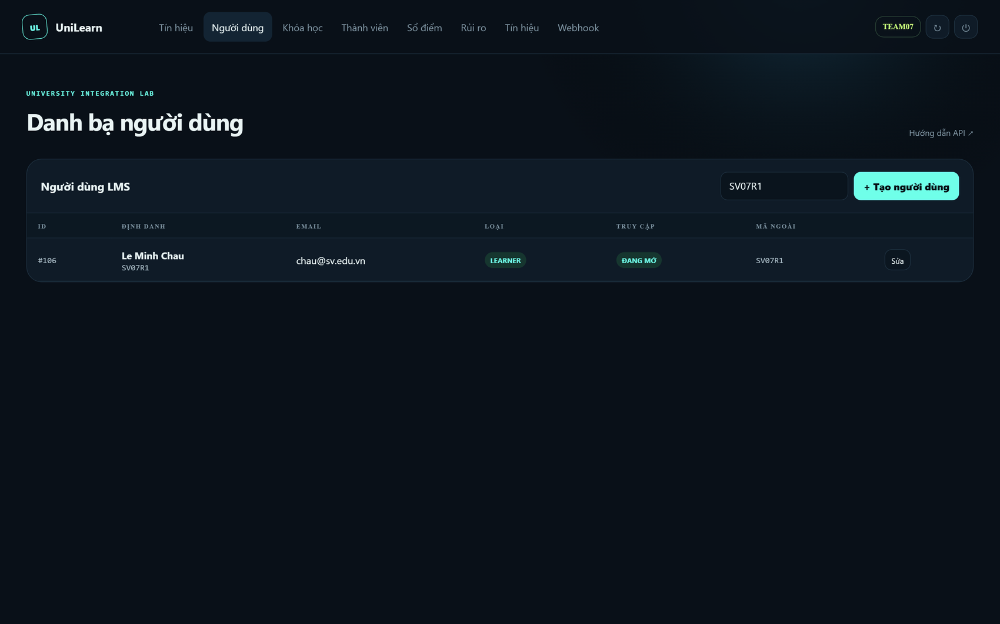 UL
UniLearn
Tín hiệu
Người dùng
Khóa học
Thành viên
Sổ điểm
Rủi ro
Tín hiệu
Webhook
TEAM07
UNIVERSITY INTEGRATION LAB
Danh bạ người dùng
Hướng dẫn API ↗
Người dùng LMS
SV07R1
+ Tạo người dùng
ID
ĐỊNH DANH
EMAIL
LOẠI
TRUY CẬP
MÃ NGOÀI
#106
Le Minh Chau
SV07R1
chau@sv.edu.vn
LEARNER
ĐANG MỞ
SV07R1
Sửa